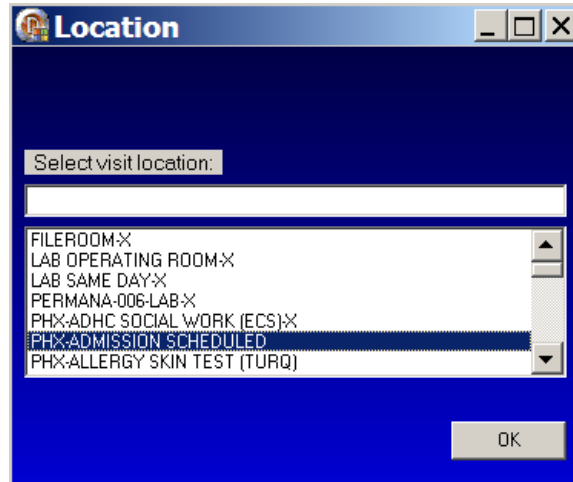 Location
Select visit location:
FILEROOM-X
LAB OPERATING ROOM-X
LAB SAME DAY-X
PERMANA-006-LAB-X
PHX-ADHC SOCIAL WORK (ECS)-X
PHX-ADMISSION SCHEDULED
PHX-ALLERGY SKIN TEST (TURQ)
OK